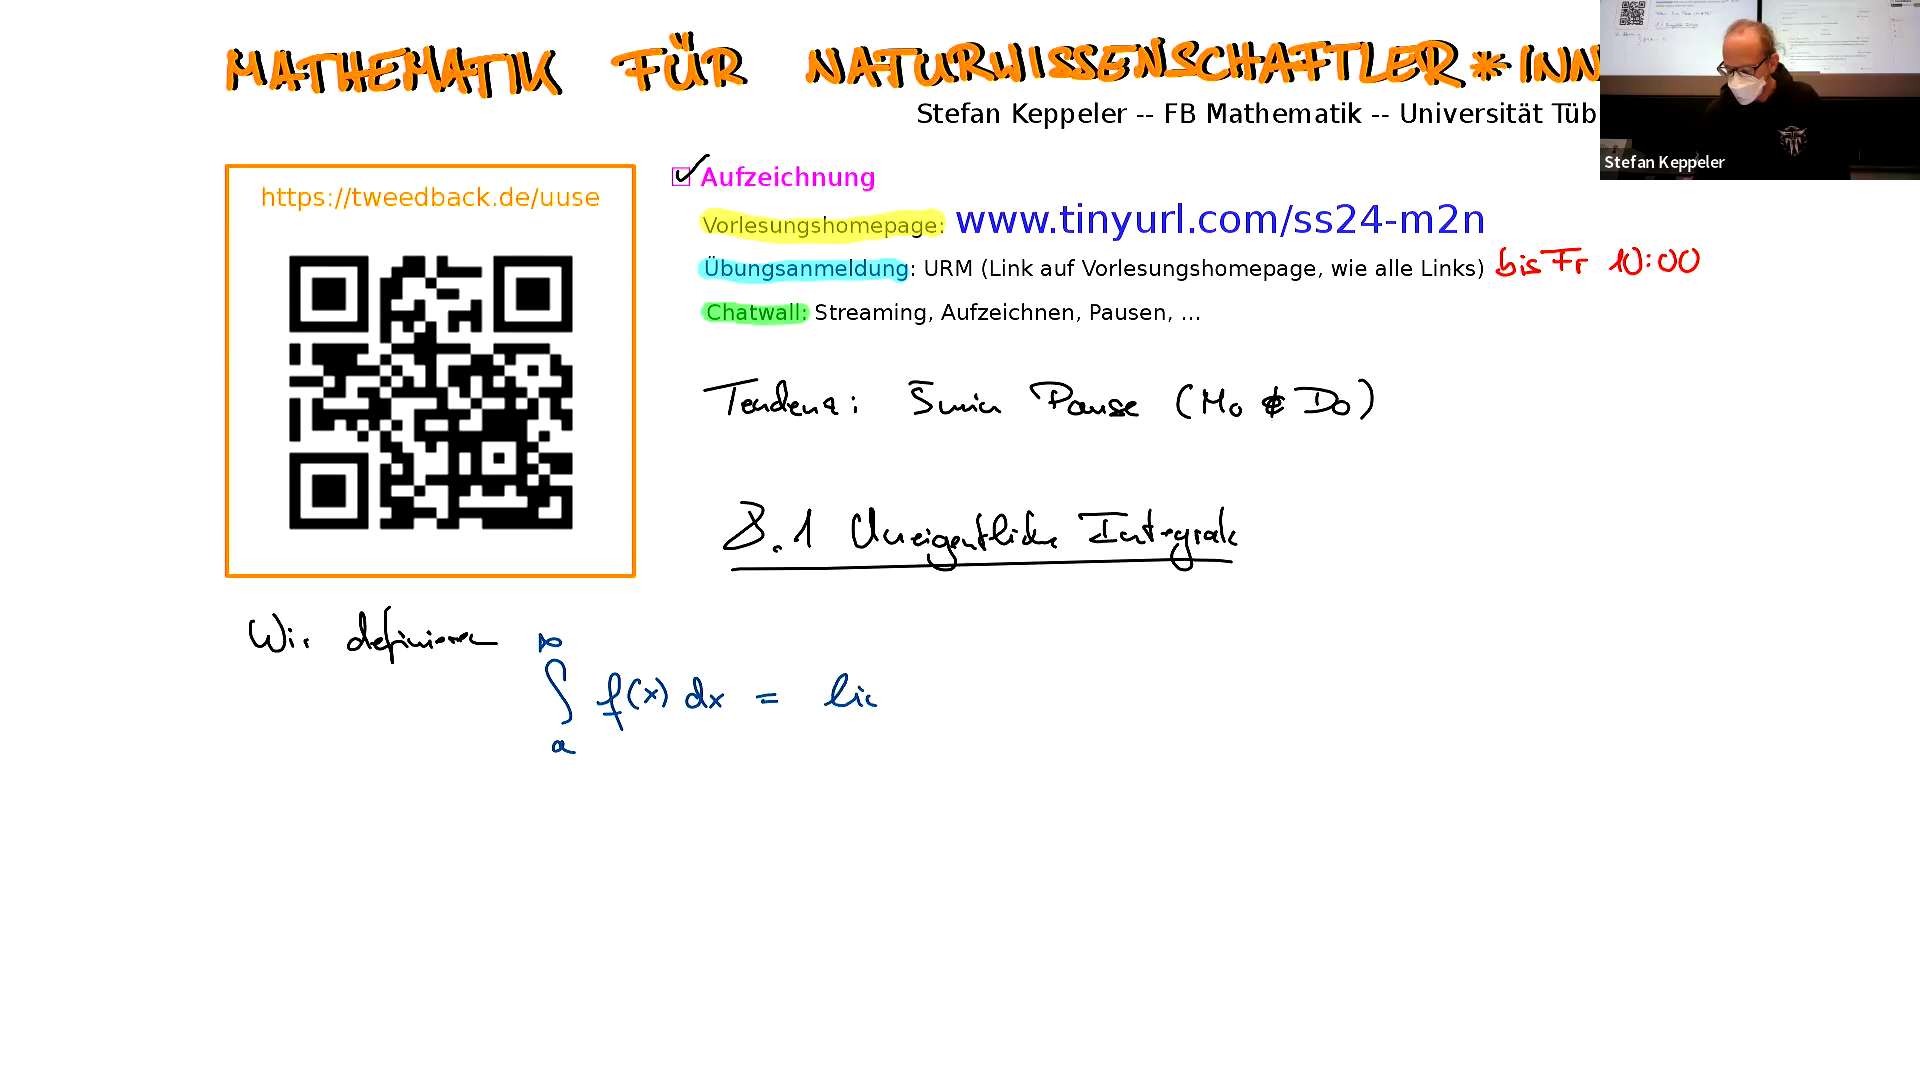 MATHEMATIK FÜR NATURWISSENSCHAFTLER*INN
Stefan Keppeler -- FB Mathematik -- Universität Tüb
Stefan Keppeler
https://tweedback.de/uuse
Aufzeichnung
Vorlesungshomepage: www.tinyurl.com/ss24-m2n
Übungsanmeldung: URM (Link auf Vorlesungshomepage, wie alle Links) bis Fr 10:00
Chatwall: Streaming, Aufzeichnen, Pausen, ...
Tendenz: 5 min Pause (Mo & Do)
8.1 Uneigentliche Integrale
Wir definieren
∞
∫ f(x) dx = lim
a